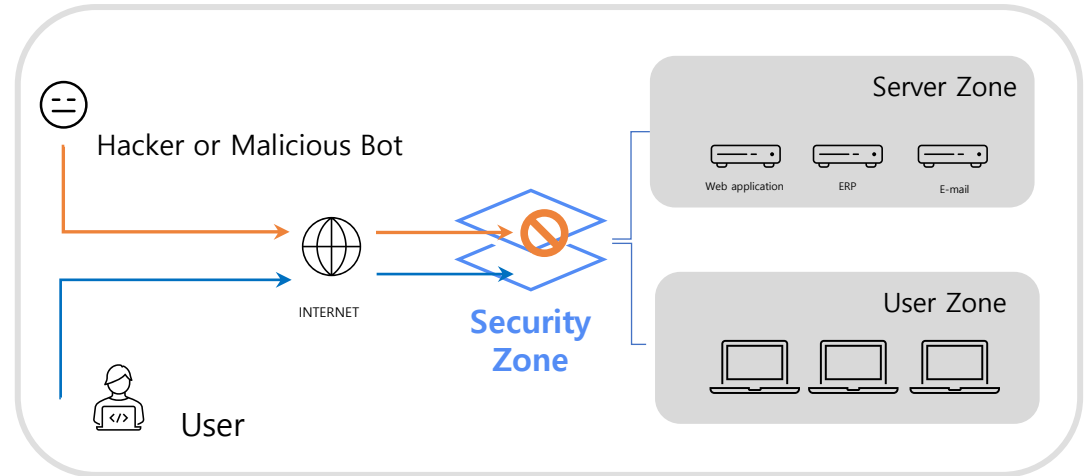 Server Zone
Hacker or Malicious Bot
Web application
ERP
E-mail
INTERNET
Security
Zone
User Zone
</>
User